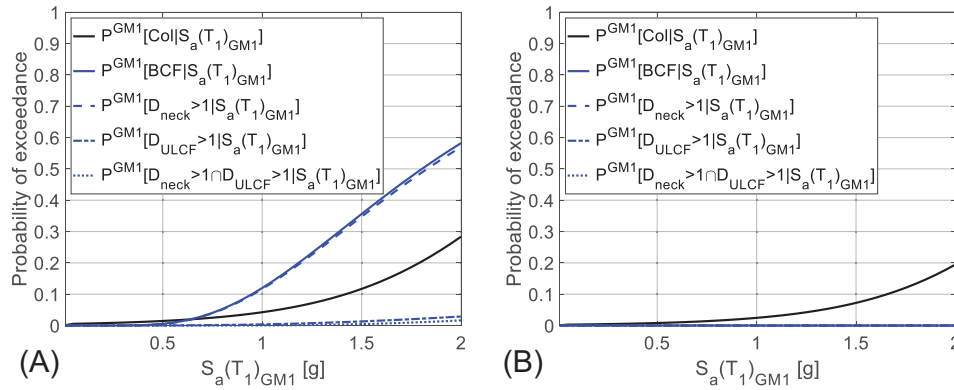 1
0.9
0.8
0.7
0.6
0.5
0.4
0.3
0.2
0.1
0
Probability of exceedance
P^GM1[Col|S_a(T_1)_GM1]
P^GM1[BCF|S_a(T_1)_GM1]
P^GM1[D_neck>1|S_a(T_1)_GM1]
P^GM1[D_ULCF>1|S_a(T_1)_GM1]
P^GM1[D_neck>1∩D_ULCF>1|S_a(T_1)_GM1]
0.5 1 1.5 2
S_a(T_1)_GM1 [g]
(A)
1
0.9
0.8
0.7
0.6
0.5
0.4
0.3
0.2
0.1
0
Probability of exceedance
P^GM1[Col|S_a(T_1)_GM1]
P^GM1[BCF|S_a(T_1)_GM1]
P^GM1[D_neck>1|S_a(T_1)_GM1]
P^GM1[D_ULCF>1|S_a(T_1)_GM1]
P^GM1[D_neck>1∩D_ULCF>1|S_a(T_1)_GM1]
0.5 1 1.5 2
S_a(T_1)_GM1 [g]
(B)